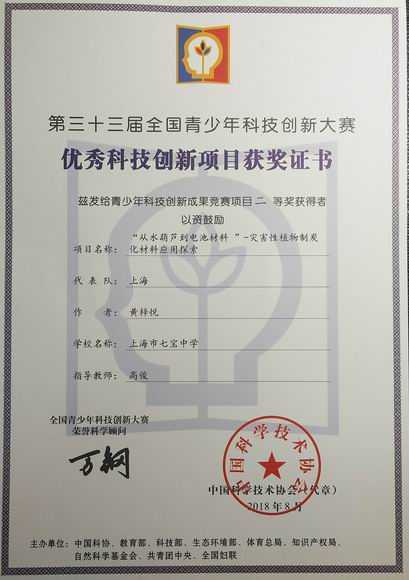 第三十三届全国青少年科技创新大赛
优秀科技创新项目获奖证书
兹发给青少年科技创新成果竞赛项目二等奖获得者
以资鼓励
项目名称：“从水葫芦到电池材料”-灾害性植物制炭
化材料应用探索
代表队：上海
作者：黄梓悦
学校名称：上海市七宝中学
指导教师：高俊
全国青少年科技创新大赛
荣誉科学顾问
万钢
中国科学技术协会
中国科学技术协会（代章）
2018年8月
主办单位：中国科协、教育部、科技部、生态环境部、体育总局、知识产权局、
自然科学基金会、共青团中央、全国妇联